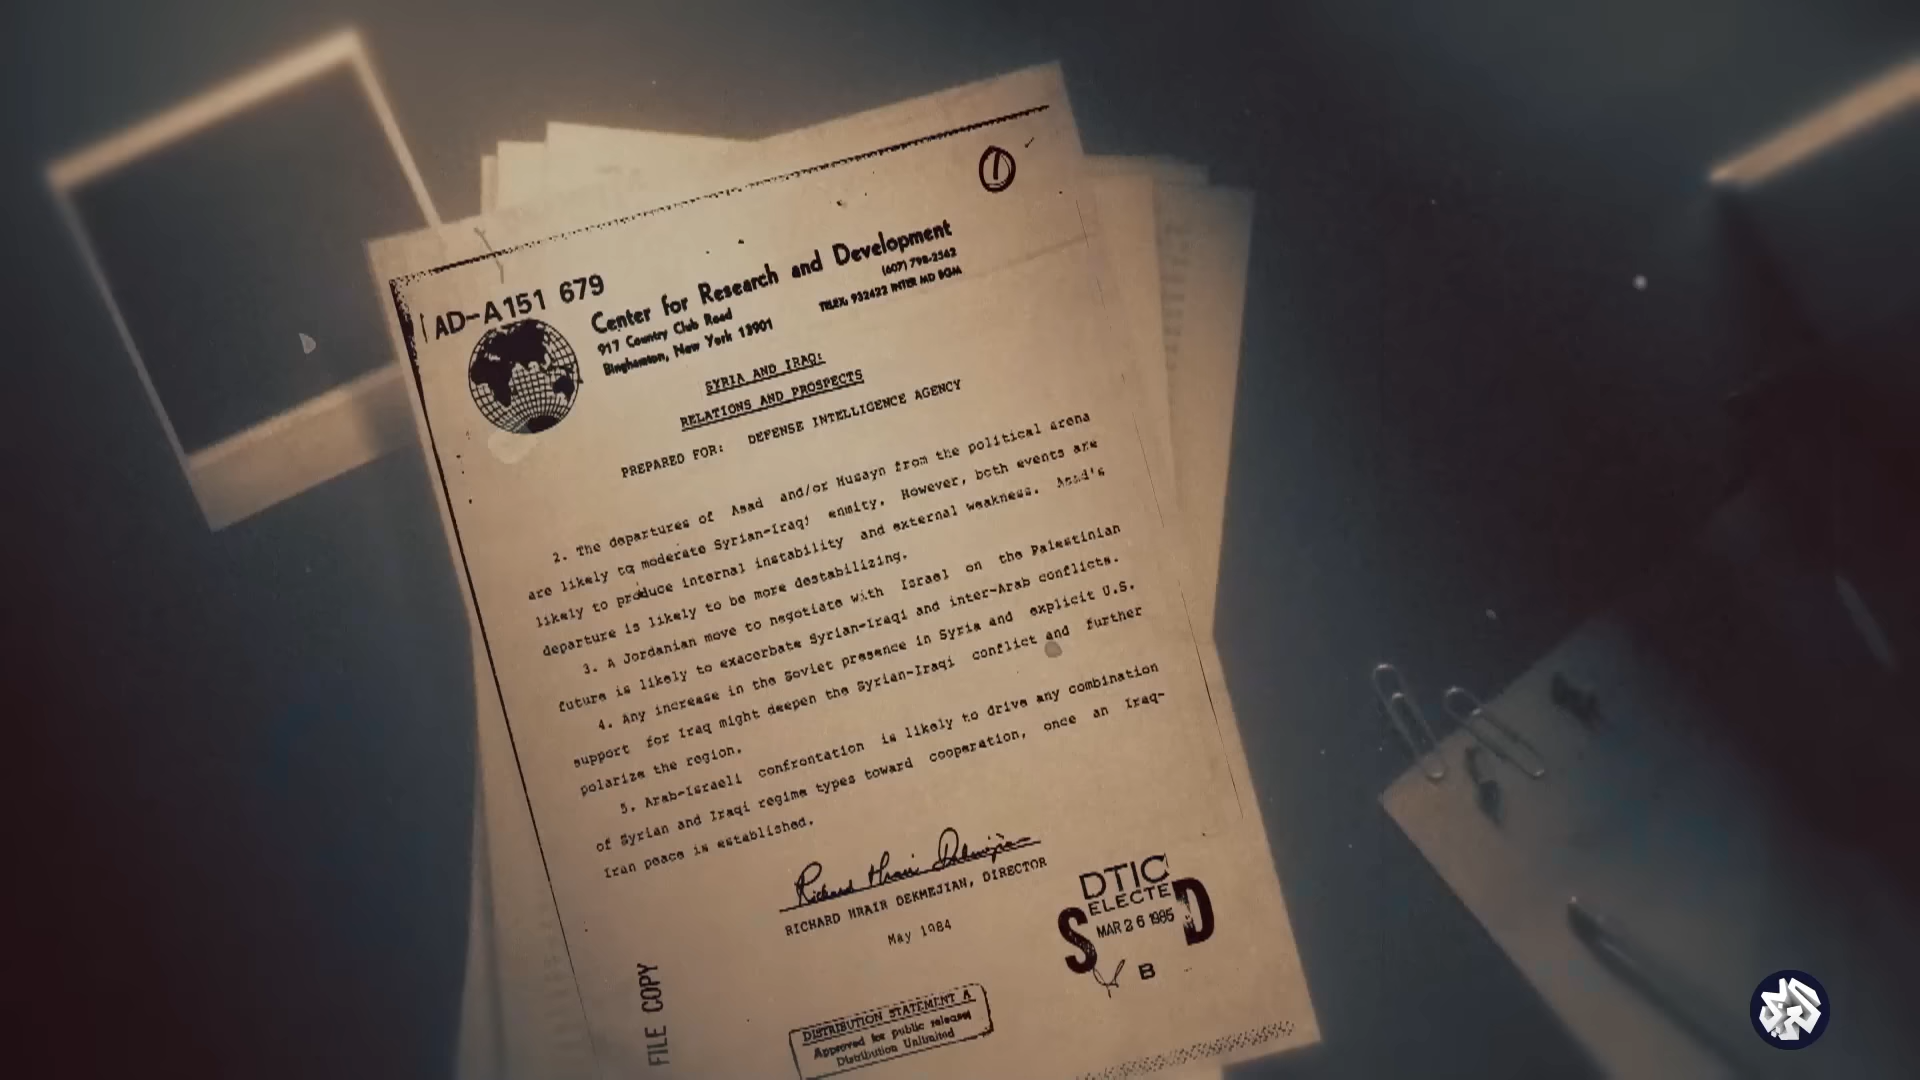 AD-A151 679
1
Center for Research and Development
917 Country Club Road
(607) 798-2562
Binghamton, New York 13901
TELEX: 932422 INTER MD BGM
SYRIA AND IRAQ:
RELATIONS AND PROSPECTS
PREPARED FOR: DEFENSE INTELLIGENCE AGENCY
2. The departures of Asad and/or Husayn from the political arena
are likely to moderate Syrian-Iraqi enmity. However, both events are
likely to produce internal instability and external weakness. Asad's
departure is likely to be more destabilizing.
3. A Jordanian move to negotiate with Israel on the Palestinian
future is likely to exacerbate Syrian-Iraqi and inter-Arab conflicts.
4. Any increase in the Soviet presence in Syria and explicit U.S.
support for Iraq might deepen the Syrian-Iraqi conflict and further
polarize the region.
5. Arab-Israeli confrontation is likely to drive any combination
of Syrian and Iraqi regime types toward cooperation, once an Iraq-
Iran peace is established.
Richard Hrair Dekmejian
RICHARD HRAIR DEKMEJIAN, DIRECTOR
May 1984
DTIC
ELECTE
MAR 26 1985
S D
B
FILE COPY
DISTRIBUTION STATEMENT A
Approved for public release;
Distribution Unlimited